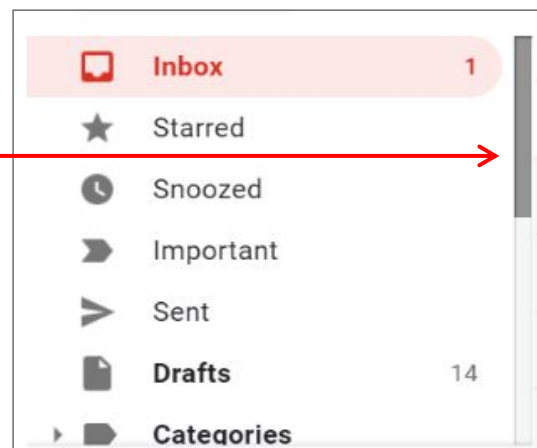 Inbox 1
Starred
Snoozed
Important
Sent
Drafts 14
Categories